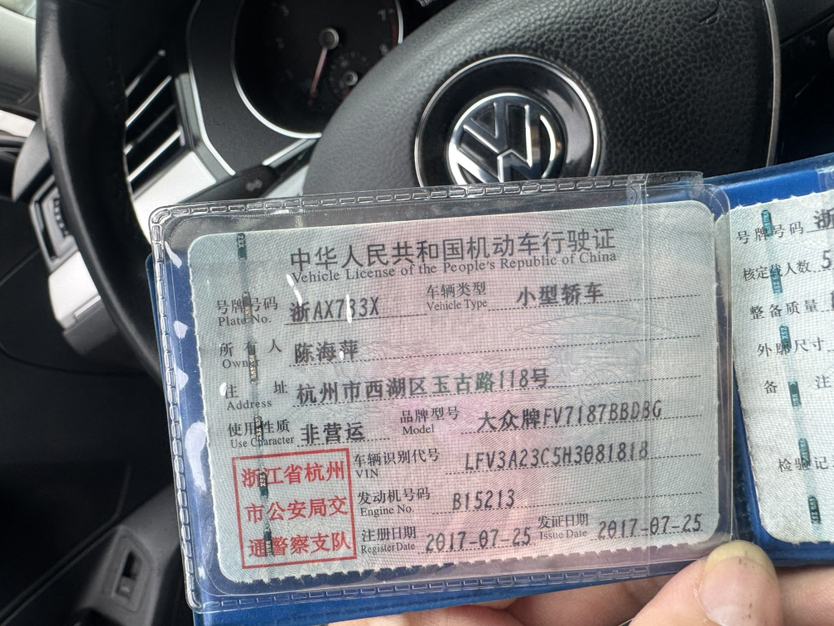 中华人民共和国机动车行驶证
Vehicle License of the People's Republic of China
号牌号码 浙AX733X 车辆类型 小型轿车
Plate No. Vehicle Type
所有人 陈海萍
Owner
住址 杭州市西湖区玉古路118号
Address
使用性质 非营运 品牌型号 大众牌FV7187BBDBG
Use Character Model
浙江省杭州
市公安局交
通警察支队
车辆识别代号 LFV3A23C5H3081818
VIN
发动机号码 B15213
Engine No.
注册日期 2017-07-25 发证日期 2017-07-25
Register Date Issue Date
号牌号码 浙
核定载人数 5
整备质量
外廓尺寸
备注
检验记